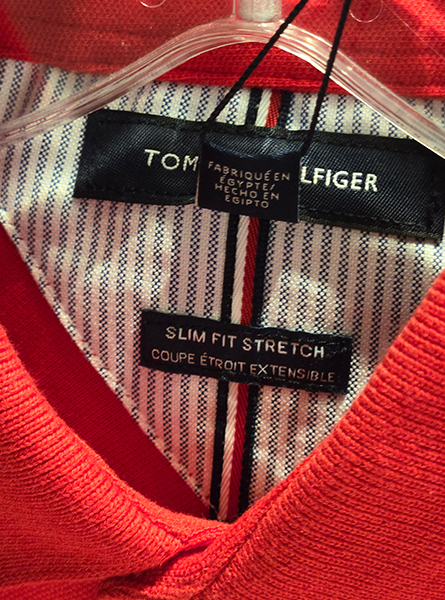 TOM LFIGER
FABRIQUÉ EN
ÉGYPTE/
HECHO EN
EGIPTO
SLIM FIT STRETCH
COUPE ÉTROIT EXTENSIBLE